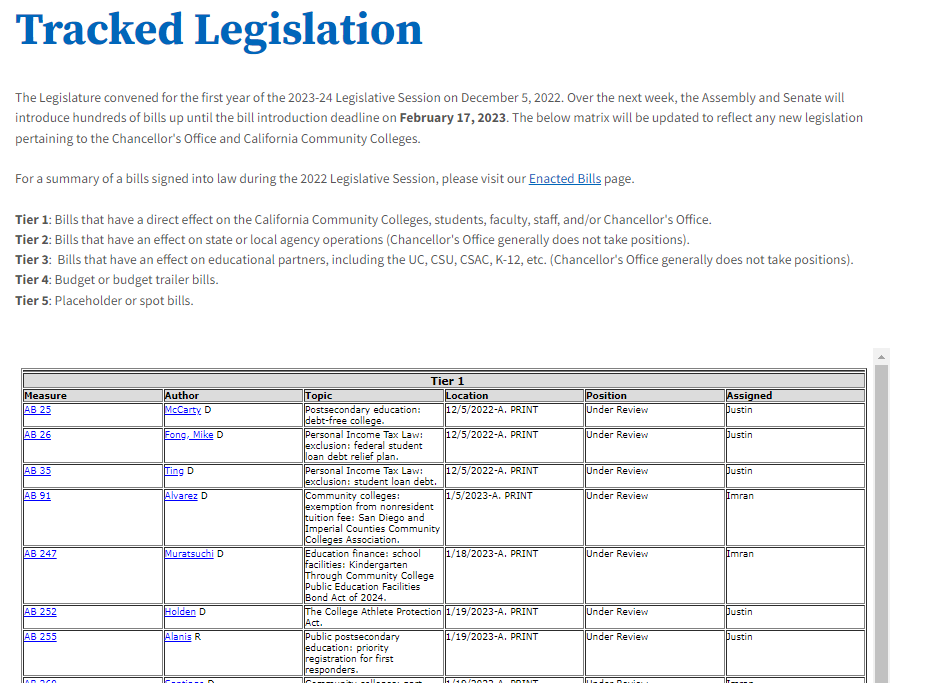 Tracked Legislation
The Legislature convened for the first year of the 2023-24 Legislative Session on December 5, 2022. Over the next week, the Assembly and Senate will
introduce hundreds of bills up until the bill introduction deadline on February 17, 2023. The below matrix will be updated to reflect any new legislation
pertaining to the Chancellor's Office and California Community Colleges.
For a summary of a bills signed into law during the 2022 Legislative Session, please visit our Enacted Bills page.
Tier 1: Bills that have a direct effect on the California Community Colleges, students, faculty, staff, and/or Chancellor's Office.
Tier 2: Bills that have an effect on state or local agency operations (Chancellor's Office generally does not take positions).
Tier 3: Bills that have an effect on educational partners, including the UC, CSU, CSAC, K-12, etc. (Chancellor's Office generally does not take positions).
Tier 4: Budget or budget trailer bills.
Tier 5: Placeholder or spot bills.
Tier 1
Measure Author Topic Location Position Assigned
AB 25 McCarty D Postsecondary education: 12/5/2022-A. PRINT Under Review Justin
debt-free college.
AB 26 Fong, Mike D Personal Income Tax Law: 12/5/2022-A. PRINT Under Review Justin
exclusion: federal student
loan debt relief plan.
AB 35 Ting D Personal Income Tax Law: 12/5/2022-A. PRINT Under Review Justin
exclusion: student loan debt.
AB 91 Alvarez D Community colleges: 1/5/2023-A. PRINT Under Review Imran
exemption from nonresident
tuition fee: San Diego and
Imperial Counties Community
Colleges Association.
AB 247 Muratsuchi D Education finance: school 1/18/2023-A. PRINT Under Review Imran
facilities: Kindergarten
Through Community College
Public Education Facilities
Bond Act of 2024.
AB 252 Holden D The College Athlete Protection 1/19/2023-A. PRINT Under Review Justin
Act.
AB 255 Alanis R Public postsecondary 1/19/2023-A. PRINT Under Review Justin
education: priority
registration for first
responders.